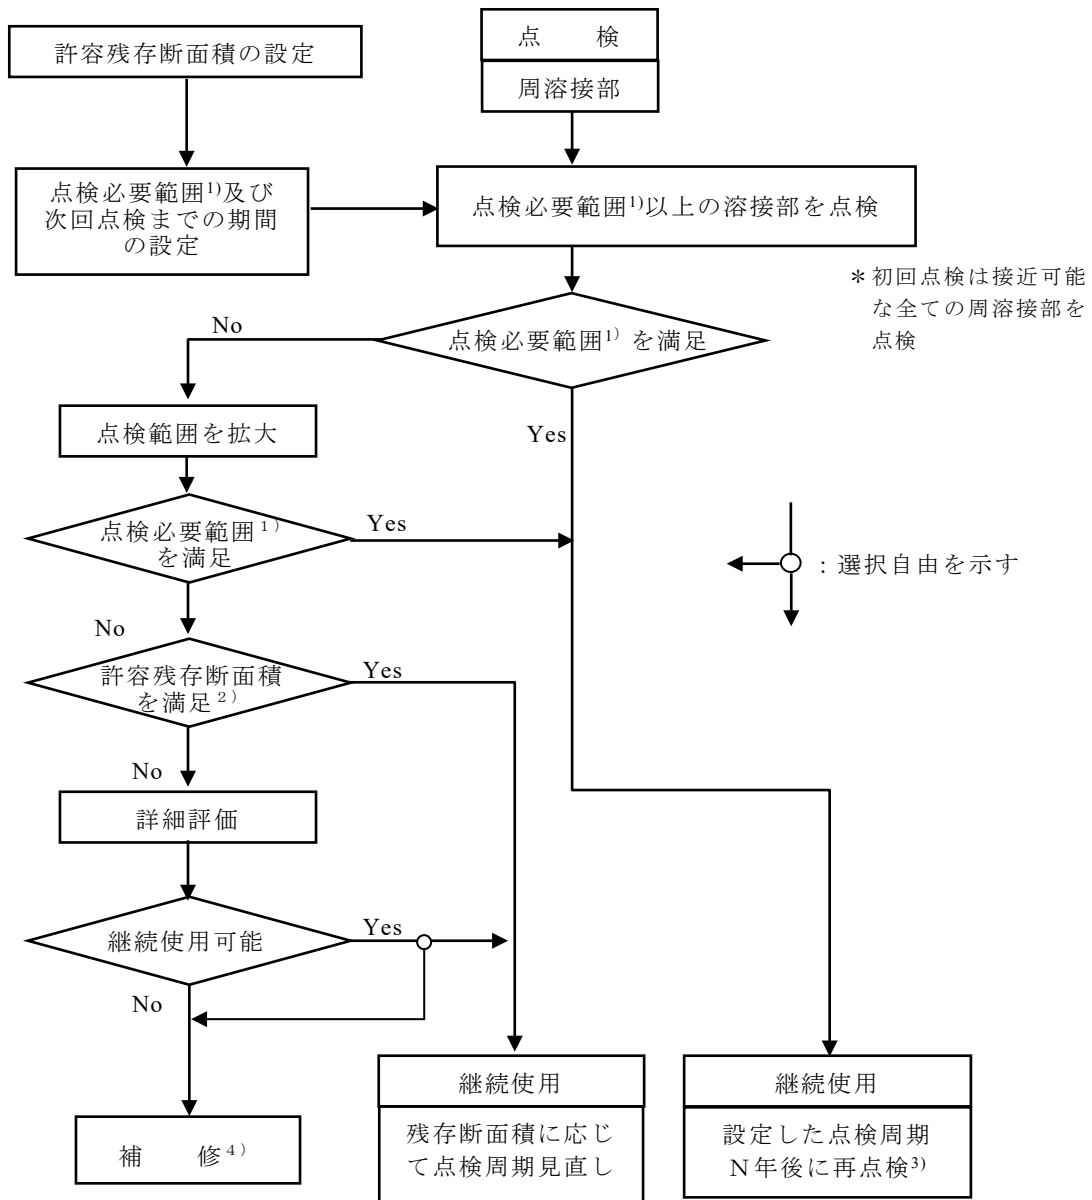 許容残存断面積の設定
点　　検
周溶接部
点検必要範囲1)及び
次回点検までの期間
の設定
点検必要範囲1)以上の溶接部を点検
＊初回点検は接近可能
な全ての周溶接部を
点検
点検必要範囲1) を満足
No
Yes
点検範囲を拡大
点検必要範囲1)
を満足
Yes
No
：選択自由を示す
許容残存断面積
を満足2)
Yes
No
詳細評価
継続使用可能
Yes
No
補　　修4)
継続使用
残存断面積に応じ
て点検周期見直し
継続使用
設定した点検周期
N年後に再点検3)